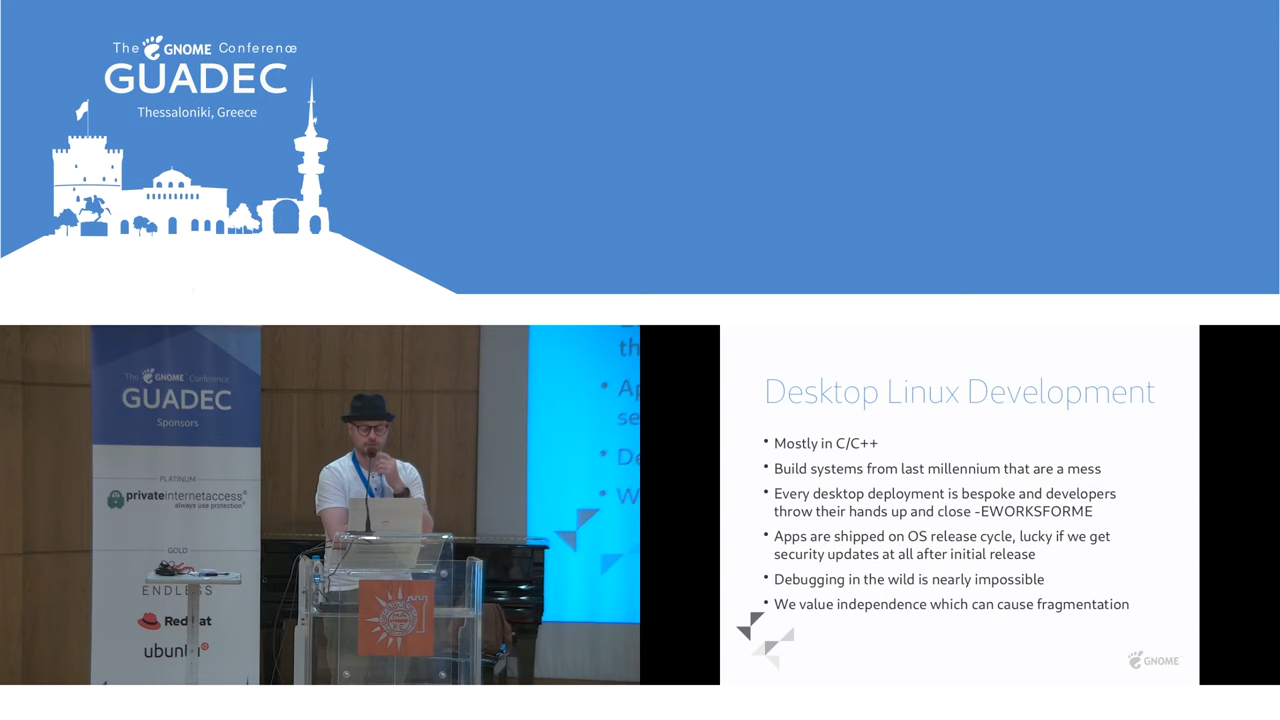 The GNOME Conference
GUADEC
Thessaloniki, Greece
The GNOME Conference
GUADEC
Sponsors
PLATINUM
privateinternetaccess®
always use protection®
GOLD
ENDLESS
Red Hat
ubuntu
th
Ap
se
De
W
Desktop Linux Development
• Mostly in C/C++
• Build systems from last millennium that are a mess
• Every desktop deployment is bespoke and developers
throw their hands up and close -EWORKSFORME
• Apps are shipped on OS release cycle, lucky if we get
security updates at all after initial release
• Debugging in the wild is nearly impossible
• We value independence which can cause fragmentation
GNOME